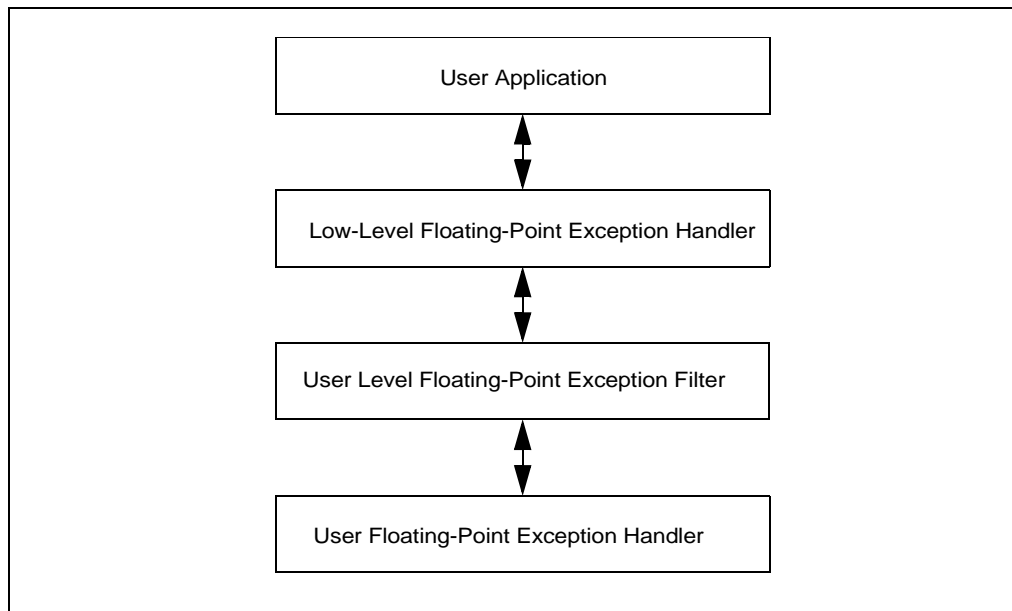 User Application
Low-Level Floating-Point Exception Handler
User Level Floating-Point Exception Filter
User Floating-Point Exception Handler